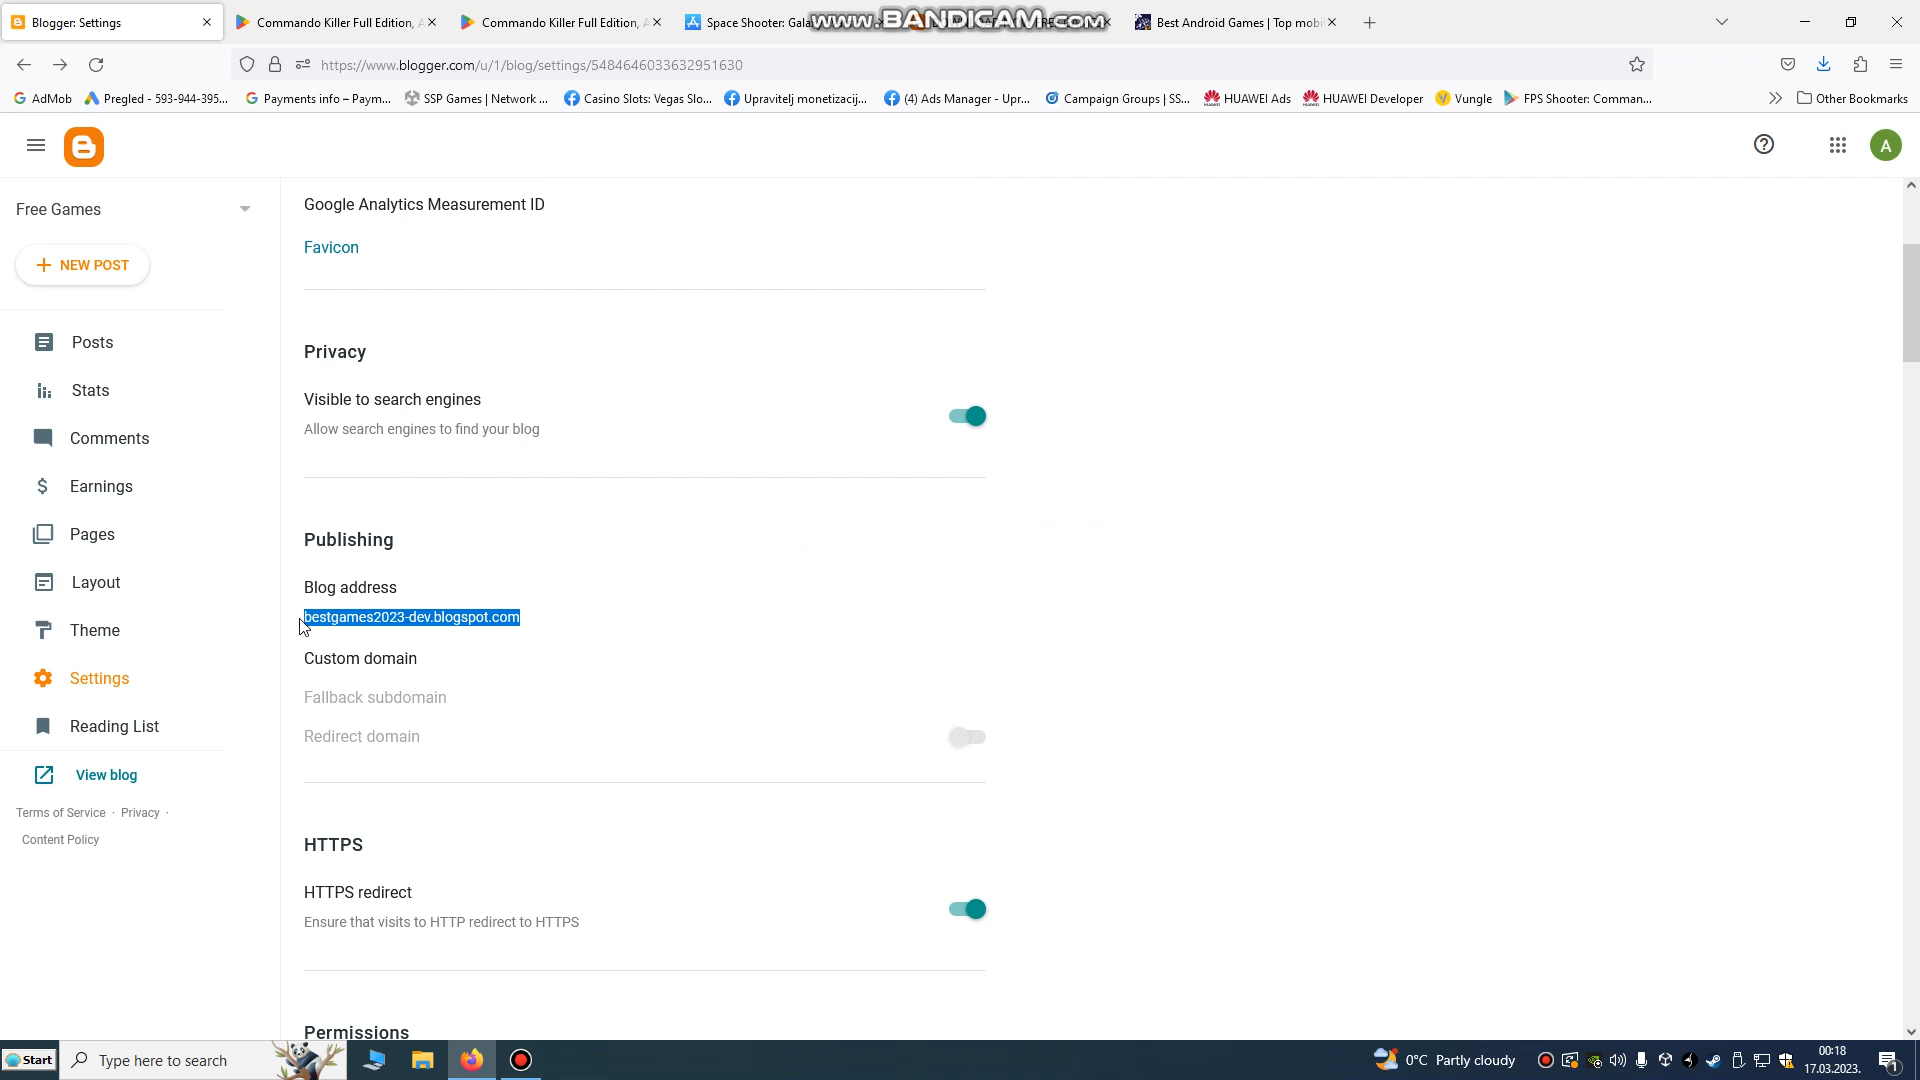 Blogger: Settings
Commando Killer Full Edition, A
Commando Killer Full Edition, A
Space Shooter: Gala
Best Android Games | Top mobi
www.BANDICAM.com
https://www.blogger.com/u/1/blog/settings/5484646033632951630
AdMob
Pregled - 593-944-395...
Payments info – Paym...
SSP Games | Network ...
Casino Slots: Vegas Slo...
Upravitelj monetizacij...
(4) Ads Manager - Upr...
Campaign Groups | SS...
HUAWEI Ads
HUAWEI Developer
Vungle
FPS Shooter: Comman...
Other Bookmarks
A
Free Games
NEW POST
Posts
Stats
Comments
Earnings
Pages
Layout
Theme
Settings
Reading List
View blog
Terms of Service · Privacy ·
Content Policy
Google Analytics Measurement ID
Favicon
Privacy
Visible to search engines
Allow search engines to find your blog
Publishing
Blog address
bestgames2023-dev.blogspot.com
Custom domain
Fallback subdomain
Redirect domain
HTTPS
HTTPS redirect
Ensure that visits to HTTP redirect to HTTPS
Permissions
Start
Type here to search
0°C Partly cloudy
00:18
17.03.2023.
1